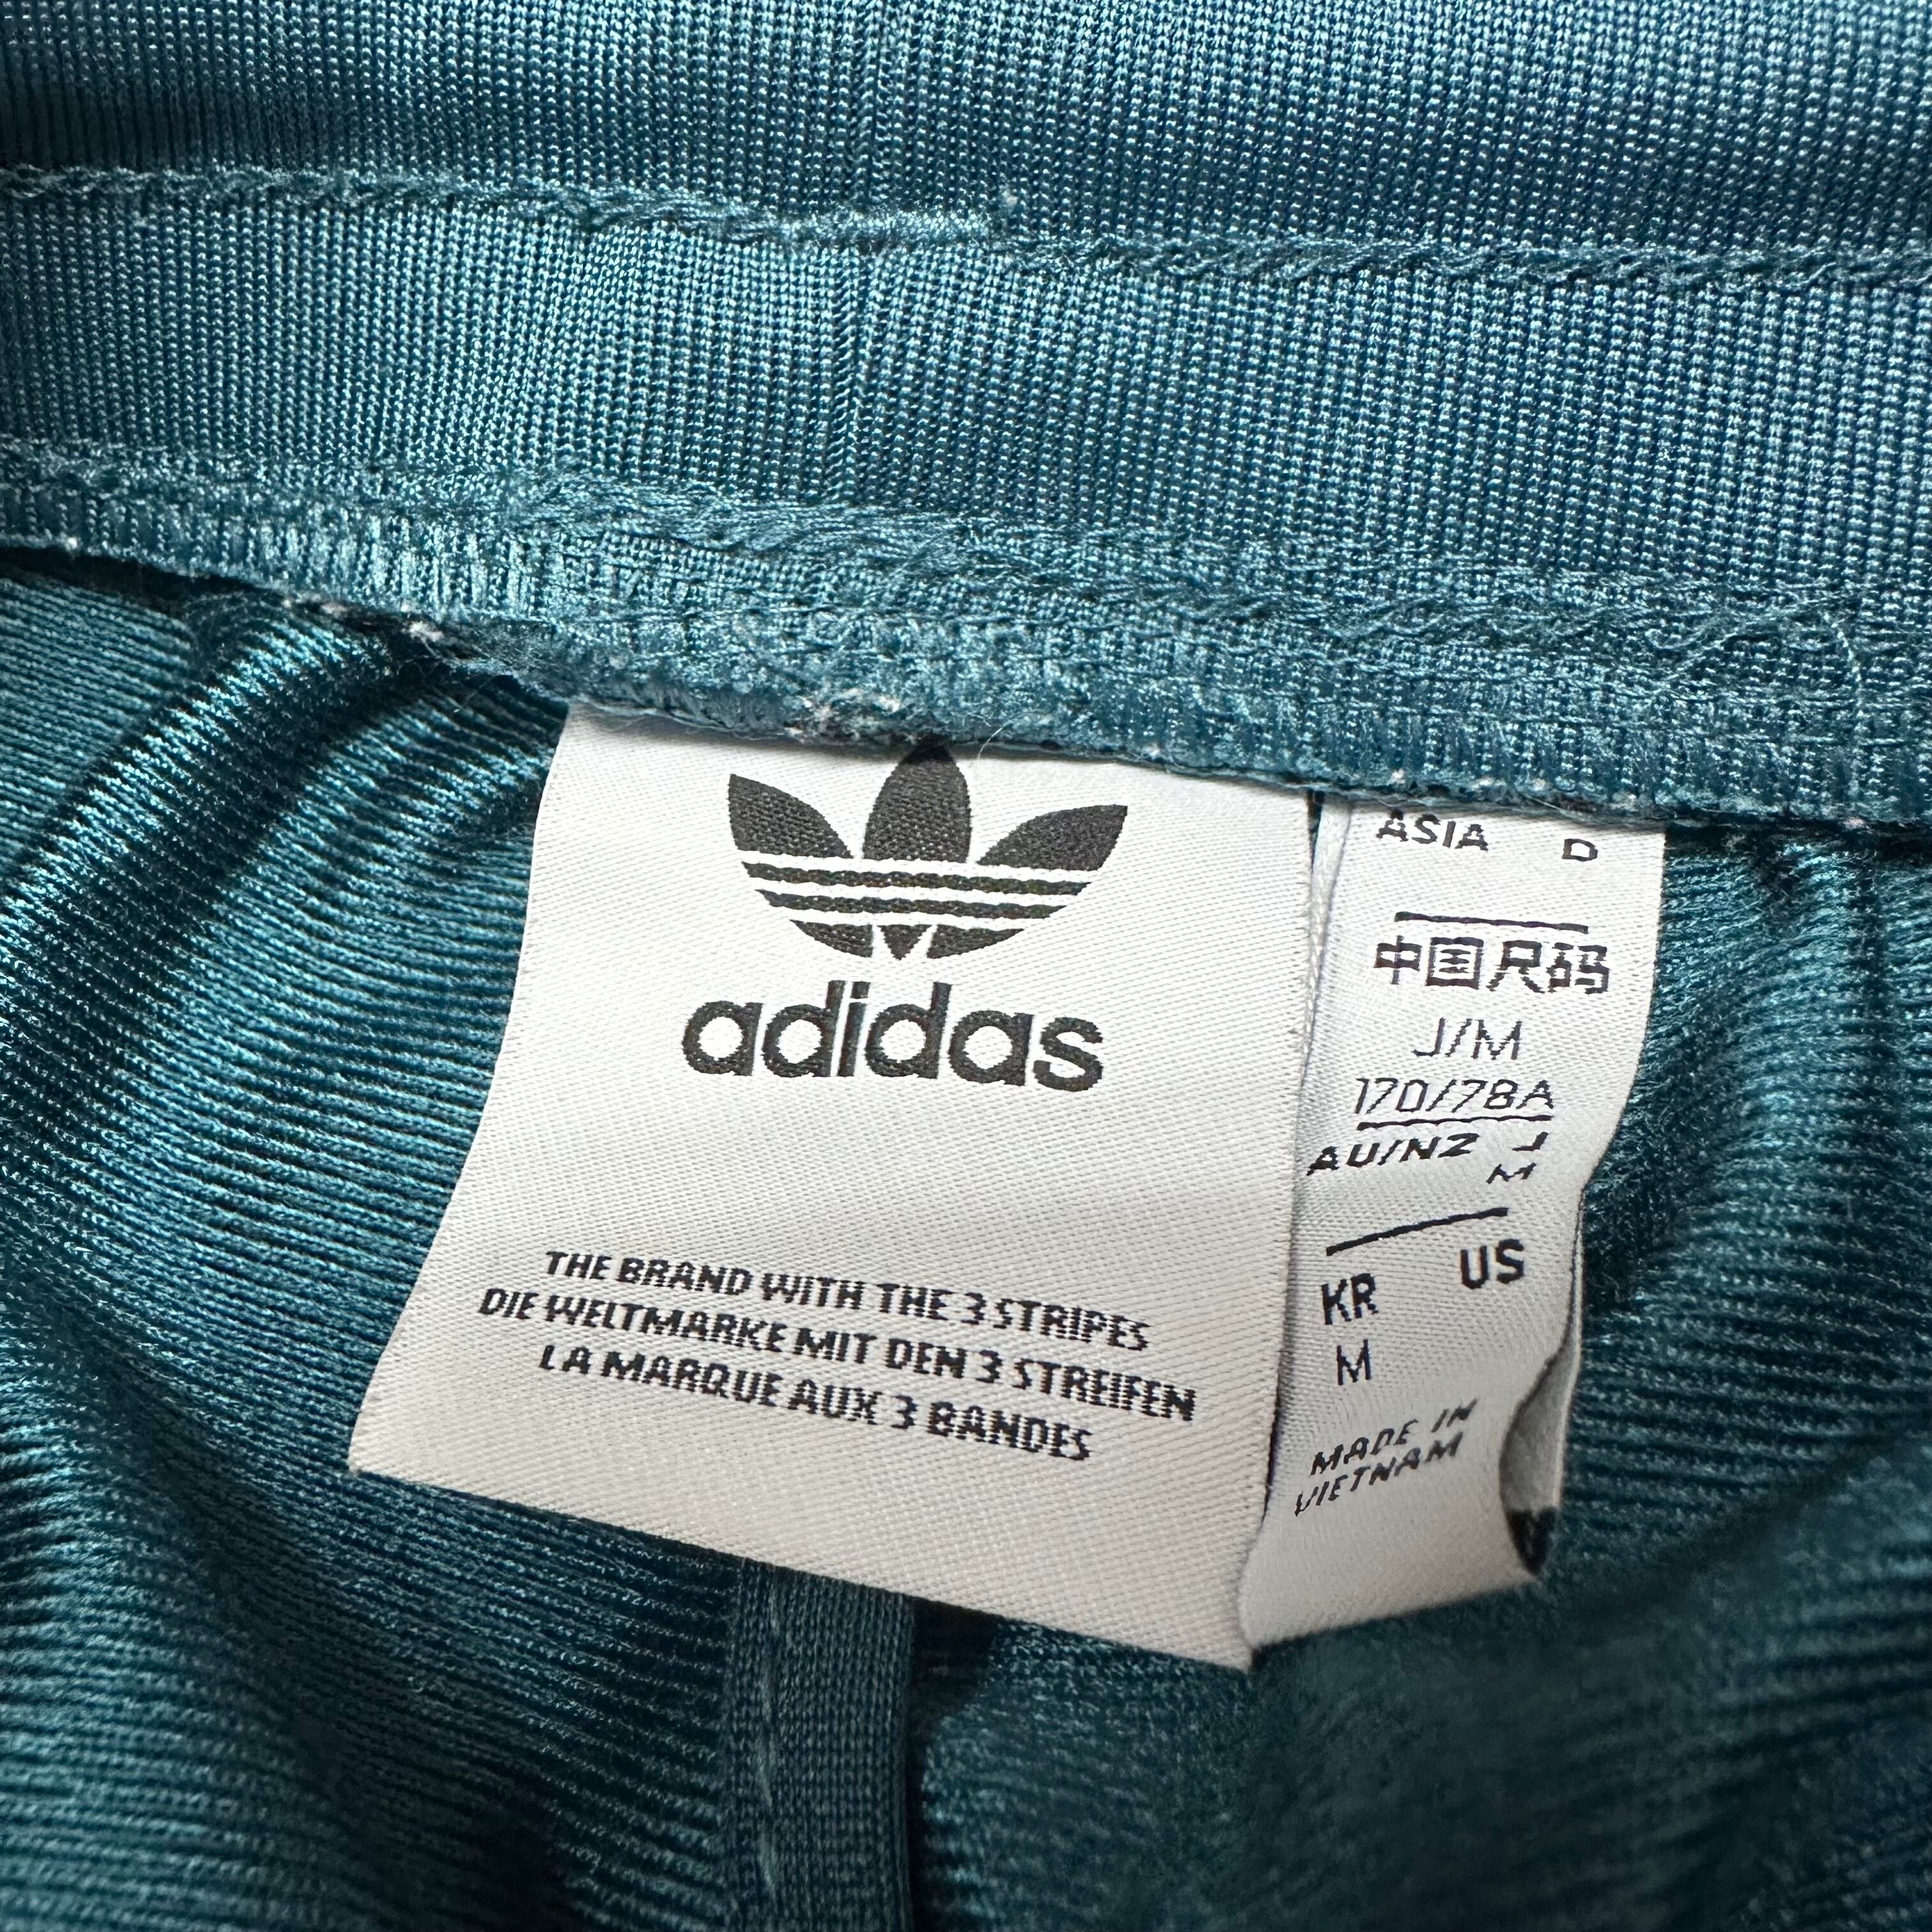 adidas
THE BRAND WITH THE 3 STRIPES
DIE WELTMARKE MIT DEN 3 STREIFEN
LA MARQUE AUX 3 BANDES
ASIA D
中国尺码
J/M
170/78A
AU/NZ J
M
KR US
M
MADE IN
VIETNAM